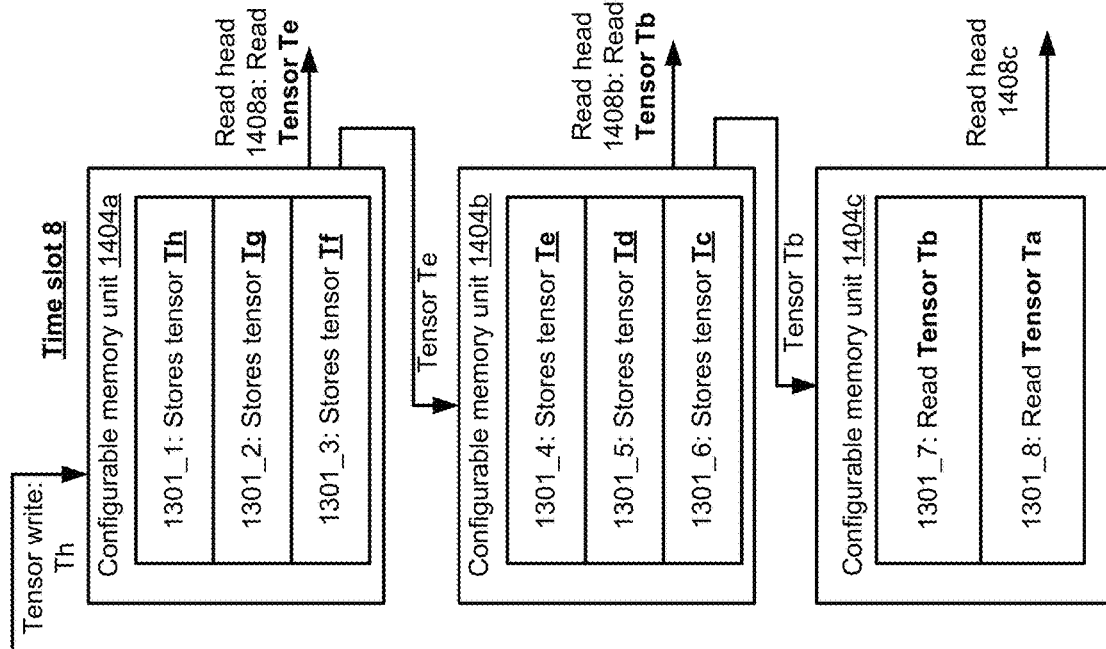 Time slot 8
Tensor write:
Th
Configurable memory unit 1404a
1301_1: Stores tensor Th
1301_2: Stores tensor Tg
1301_3: Stores tensor Tf
Read head
1408a: Read
Tensor Te
Tensor Te
Configurable memory unit 1404b
1301_4: Stores tensor Te
1301_5: Stores tensor Td
1301_6: Stores tensor Tc
Read head
1408b: Read
Tensor Tb
Tensor Tb
Configurable memory unit 1404c
1301_7: Read Tensor Tb
1301_8: Read Tensor Ta
Read head
1408c